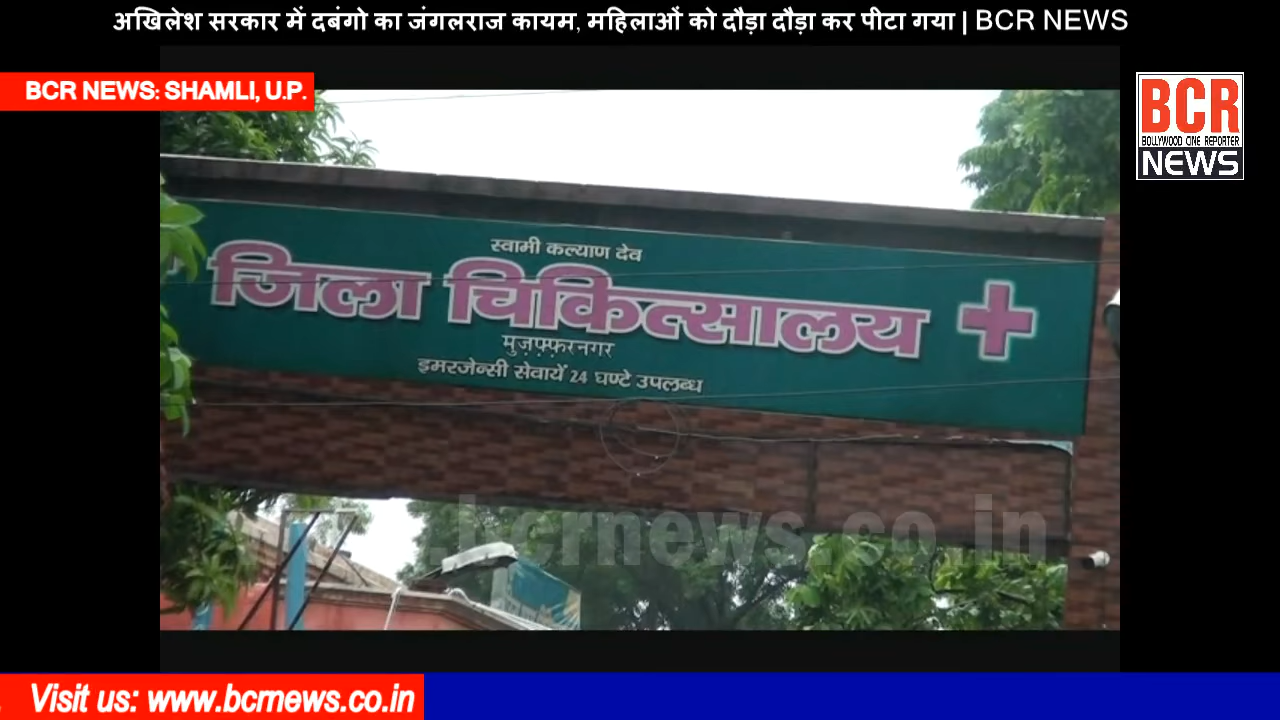 अखिलेश सरकार में दबंगो का जंगलराज कायम, महिलाओं को दौड़ा दौड़ा कर पीटा गया | BCR NEWS
BCR NEWS: SHAMLI, U.P.
BCR
BOLLYWOOD CINE REPORTER
NEWS
स्वामी कल्याण देव
जिला चिकित्सालय
मुज़फ़्फ़रनगर
इमरजेन्सी सेवायें 24 घण्टे उपलब्ध
.bcrnews.co.in
Visit us: www.bcrnews.co.in